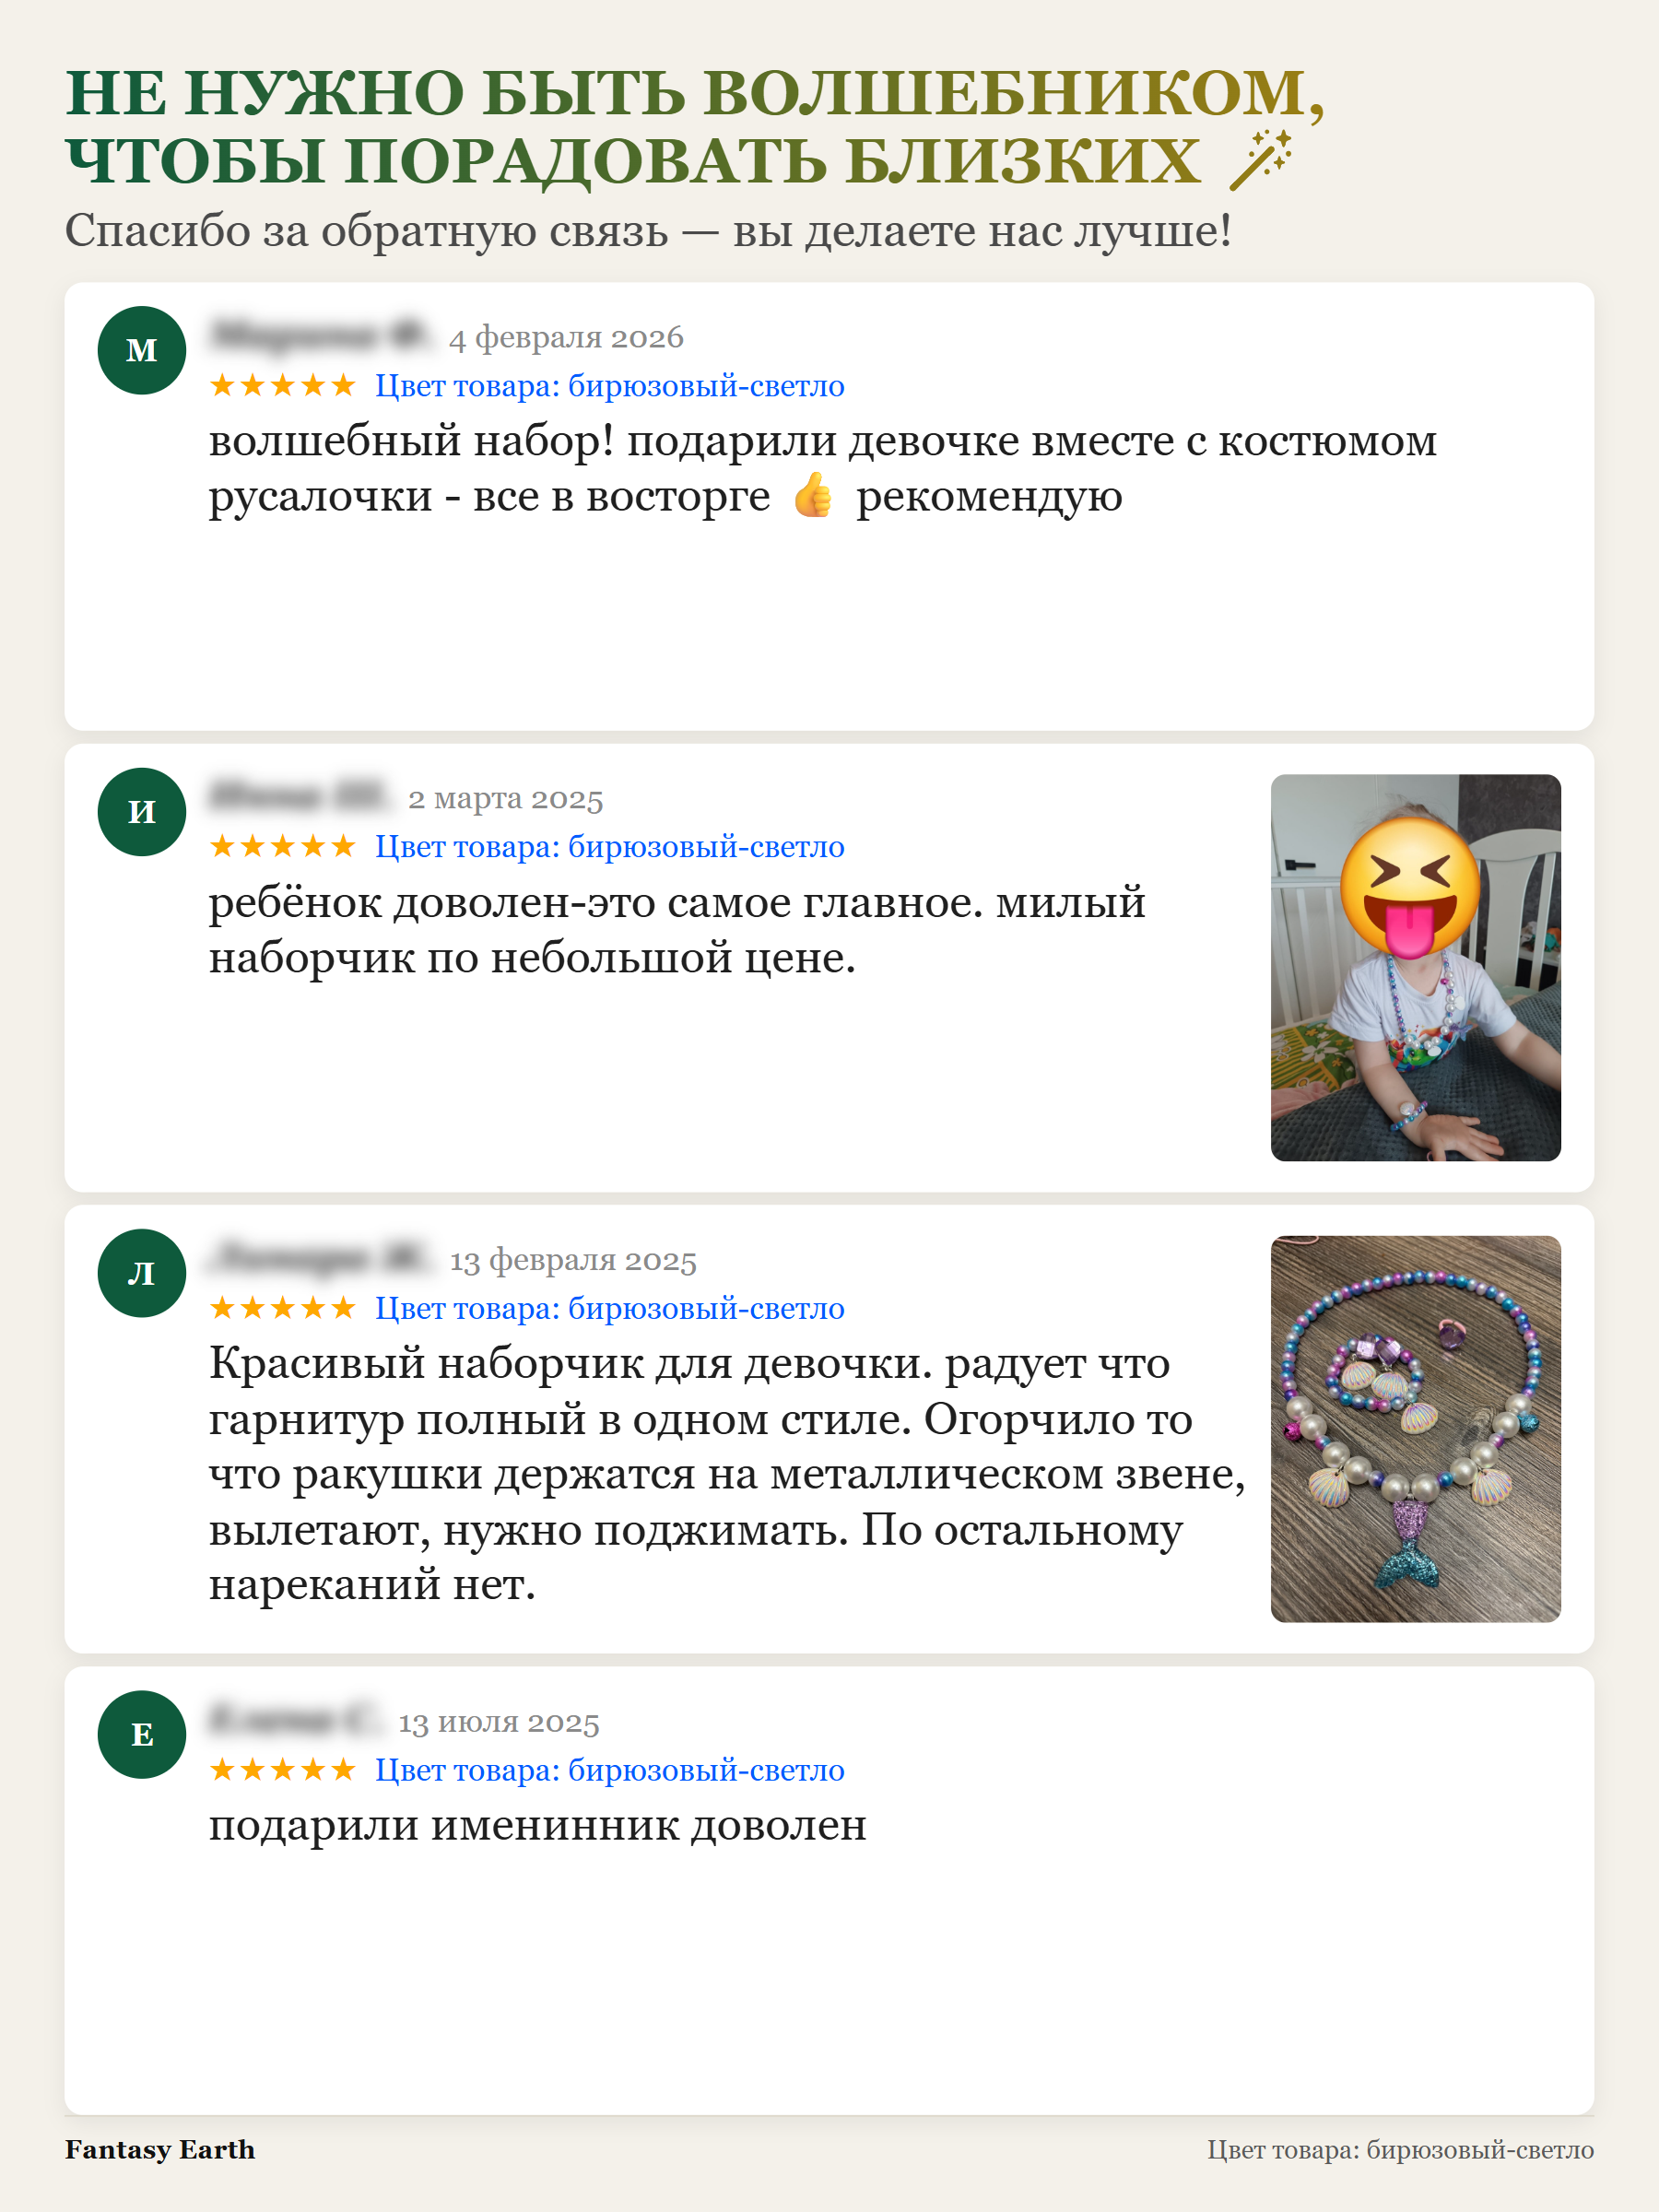 НЕ НУЖНО БЫТЬ ВОЛШЕБНИКОМ,
ЧТОБЫ ПОРАДОВАТЬ БЛИЗКИХ
Спасибо за обратную связь — вы делаете нас лучше!
М
4 февраля 2026
★★★★★ Цвет товара: бирюзовый-светло
волшебный набор! подарили девочке вместе с костюмом
русалочки - все в восторге 👍 рекомендую
И
2 марта 2025
★★★★★ Цвет товара: бирюзовый-светло
ребёнок доволен-это самое главное. милый
наборчик по небольшой цене.
Л
13 февраля 2025
★★★★★ Цвет товара: бирюзовый-светло
Красивый наборчик для девочки. радует что
гарнитур полный в одном стиле. Огорчило то
что ракушки держатся на металлическом звене,
вылетают, нужно поджимать. По остальному
нареканий нет.
Е
13 июля 2025
★★★★★ Цвет товара: бирюзовый-светло
подарили именинник доволен
Fantasy Earth
Цвет товара: бирюзовый-светло